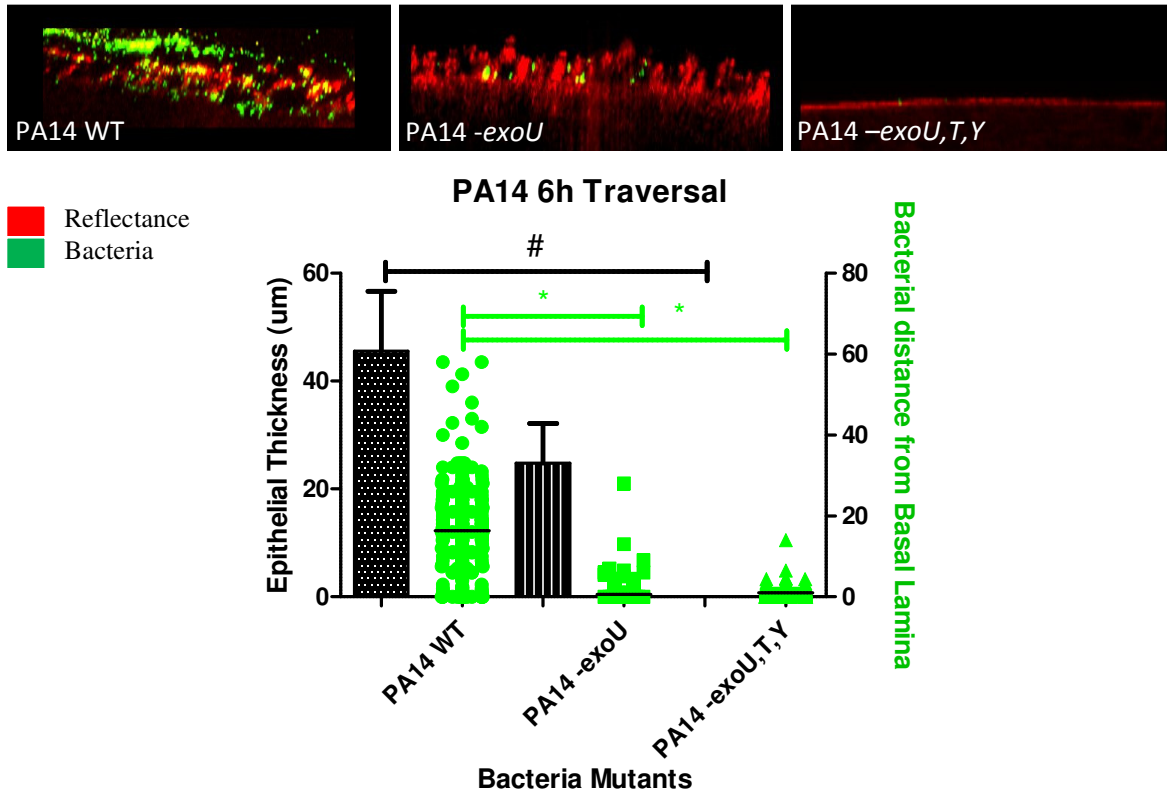 PA14 WT
PA14 -exoU
PA14 –exoU,T,Y
Reflectance
Bacteria
PA14 6h Traversal
#
*
*
Epithelial Thickness (um)
60
40
20
0
80
60
40
20
0
Bacterial distance from Basal Lamina
PA14 WT
PA14 -exoU
PA14 -exoU,T,Y
Bacteria Mutants